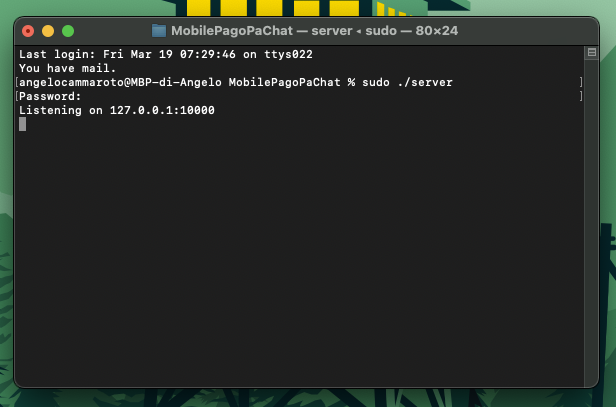 MobilePagoPaChat — server ◂ sudo — 80×24
Last login: Fri Mar 19 07:29:46 on ttys022
You have mail.
[angelocammaroto@MBP-di-Angelo MobilePagoPaChat % sudo ./server ]
[Password: ]
Listening on 127.0.0.1:10000